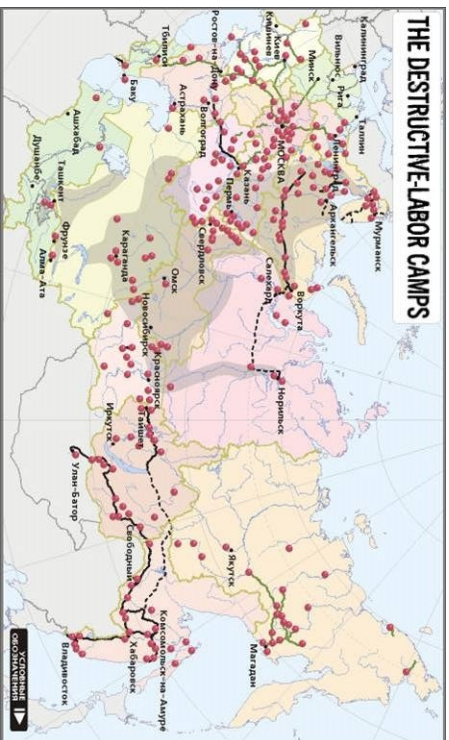 THE DESTRUCTIVE-LABOR CAMPS
Калининград
Вильнюс
Рига
Таллин
Ленинград
Мурманск
Архангельск
Минск
Киев
Кишинев
МОСКВА
Ростов-на-Дону
Тбилиси
Баку
Астрахань
Волгоград
Казань
Пермь
Свердловск
Салехард
Воркута
Норильск
Ашхабад
Душанбе
Ташкент
Фрунзе
Алма-Ата
Караганда
Омск
Новосибирск
Красноярск
Тайшет
Иркутск
Улан-Батор
Якутск
Свободный
Магадан
Комсомольск-на-Амуре
Хабаровск
Владивосток
УСЛОВНЫЕ
ОБОЗНАЧЕНИЯ